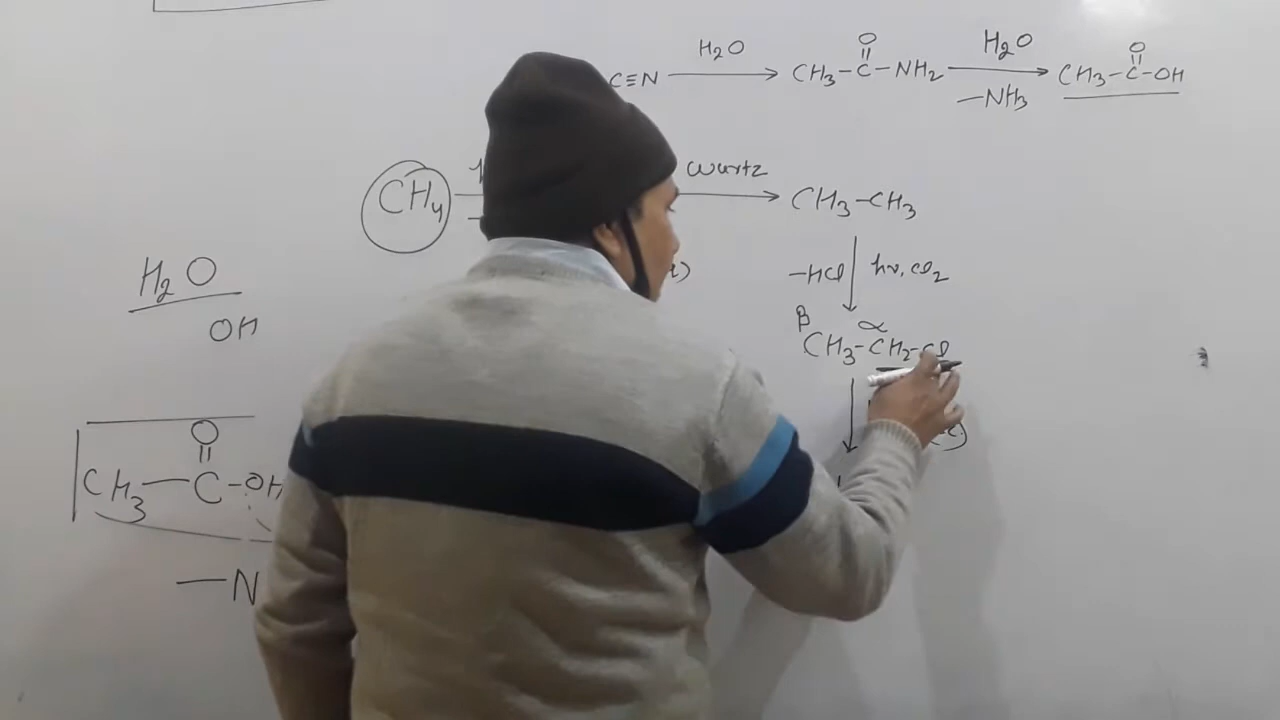 C≡N —H2O→ CH3-C(=O)-NH2 —H2O→ CH3-C(=O)-OH
-NH3
CH4 wurtz→ CH3-CH3
-HCl hν, Cl2
β α
CH3-CH2-Cl
H2O
OH
CH3-C(=O)-OH
-N